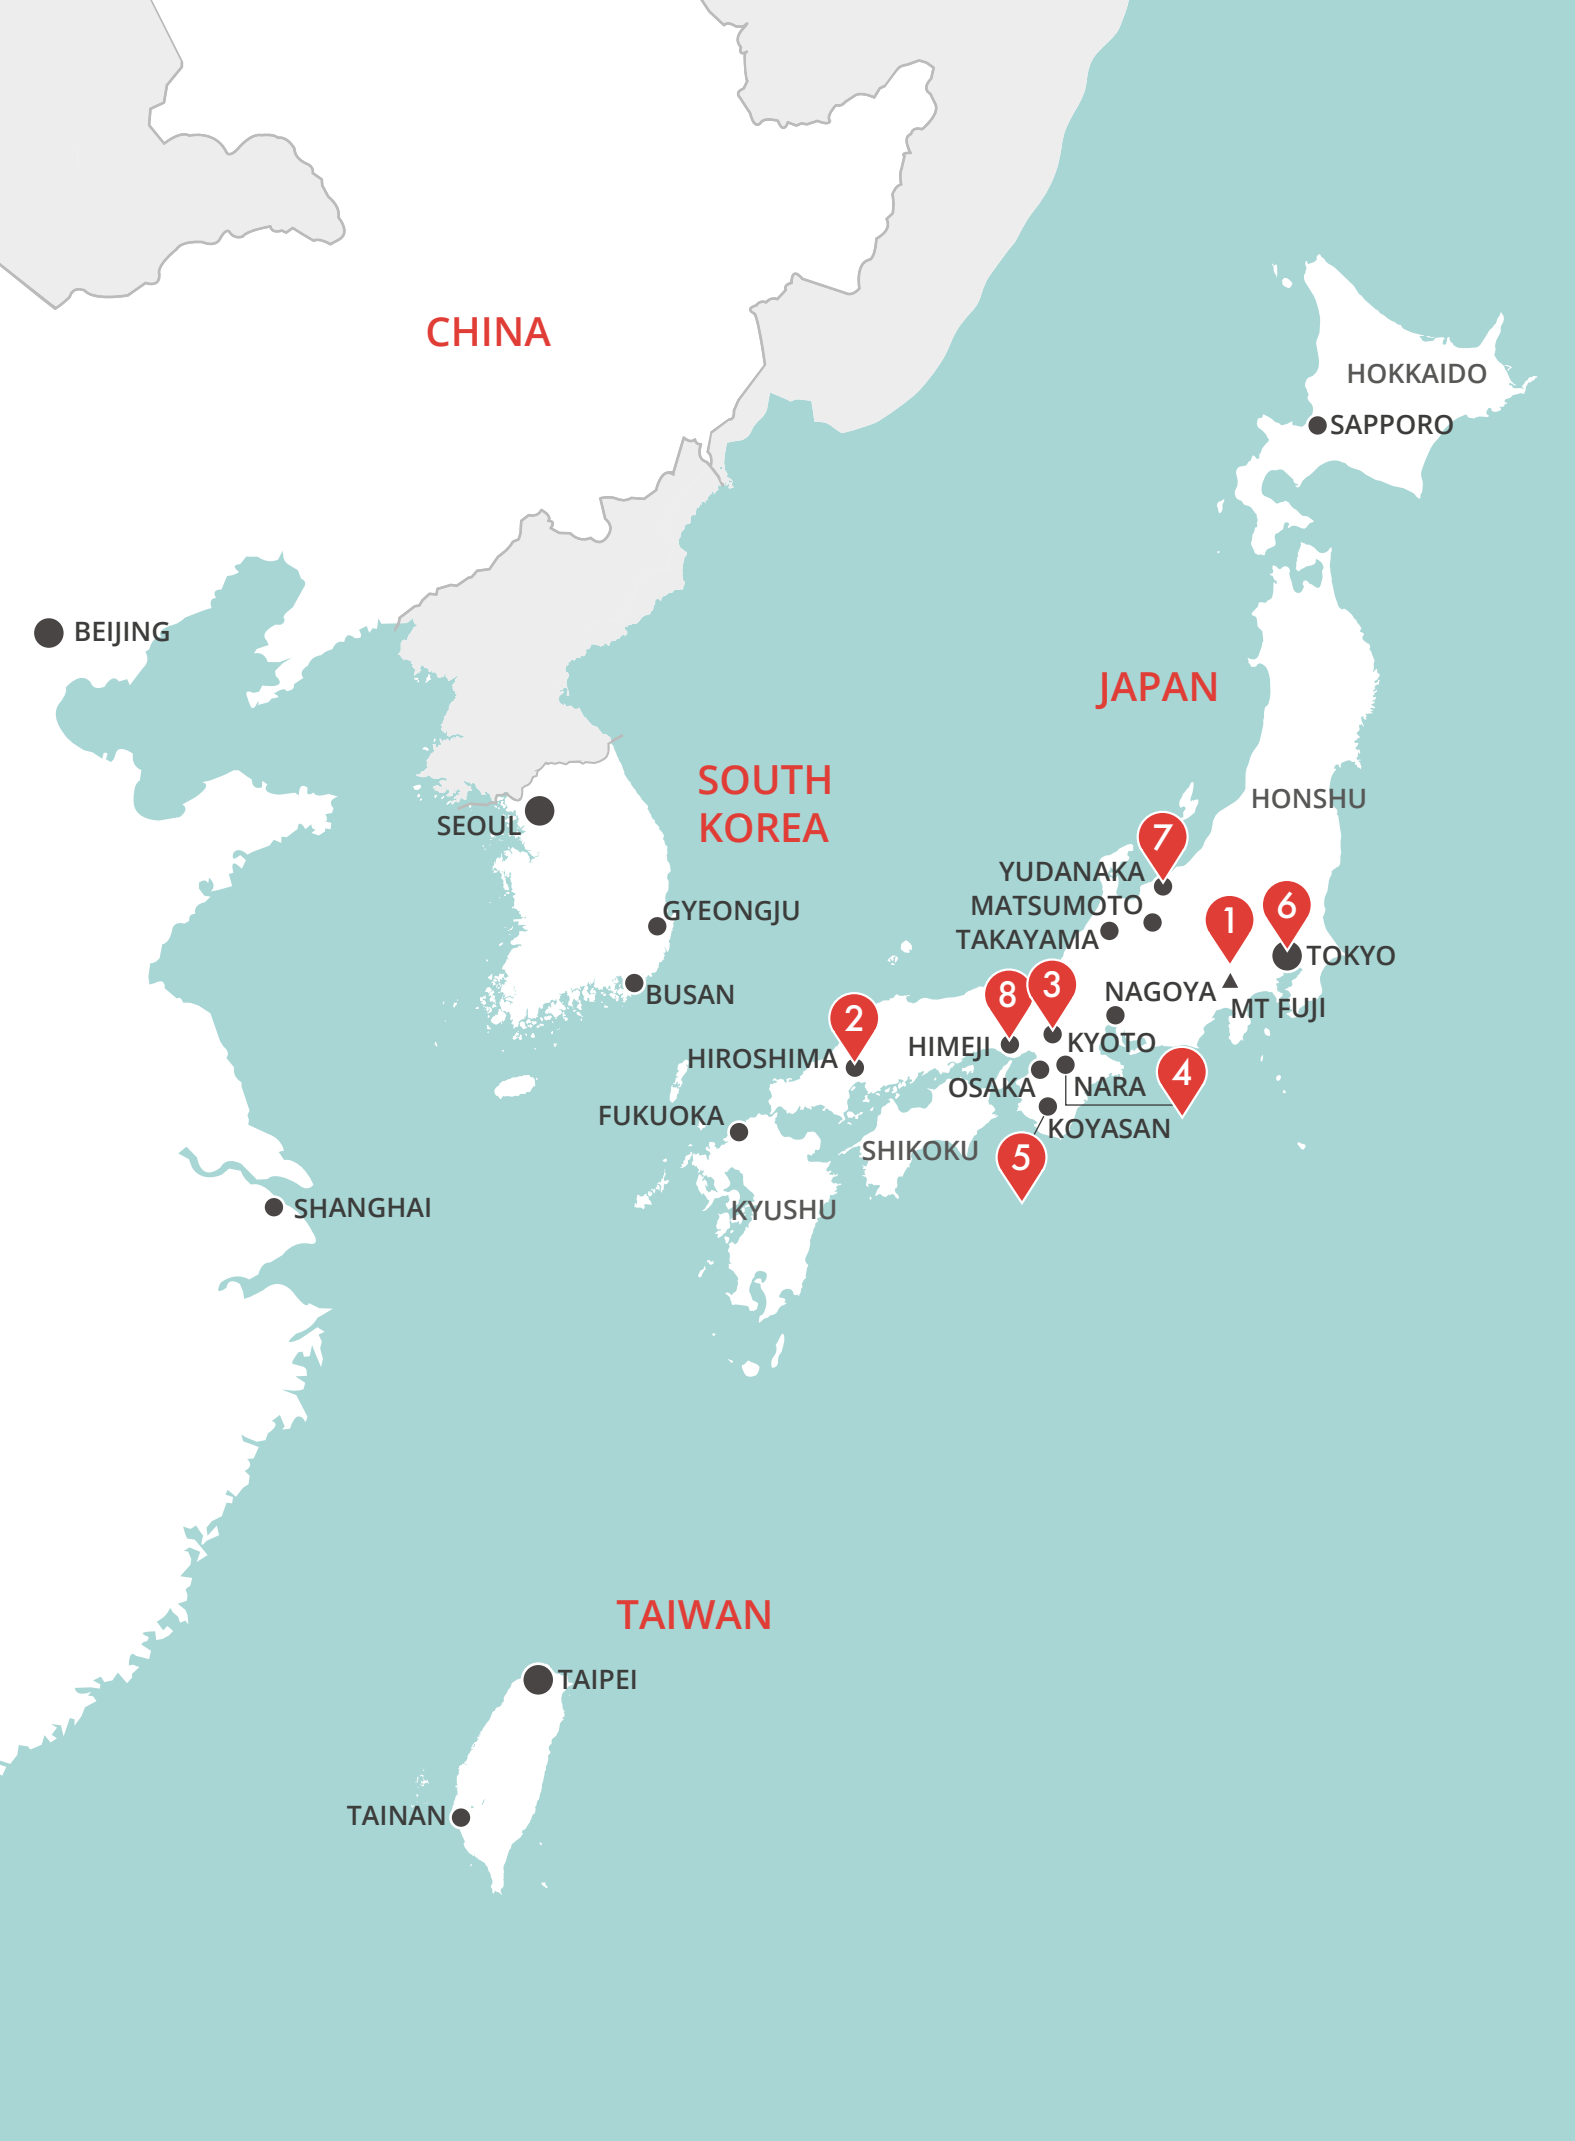 CHINA
HOKKAIDO
SAPPORO
BEIJING
JAPAN
SOUTH
KOREA
HONSHU
SEOUL
7
YUDANAKA
MATSUMOTO
TAKAYAMA
GYEONGJU
1
6
TOKYO
BUSAN
NAGOYA
MT FUJI
8
3
2
HIROSHIMA
HIMEJI
KYOTO
OSAKA
NARA
4
FUKUOKA
KOYASAN
SHIKOKU
5
KYUSHU
SHANGHAI
TAIWAN
TAIPEI
TAINAN